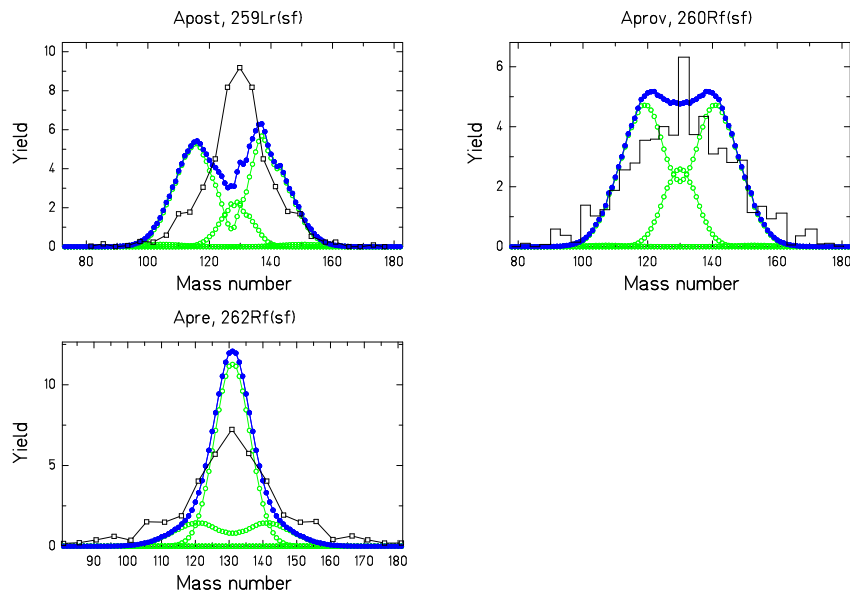 Apost, 259Lr(sf)
Yield
10
8
6
4
2
0
80 100 120 140 160 180
Mass number
Aprov, 260Rf(sf)
Yield
6
4
2
0
80 100 120 140 160 180
Mass number
Apre, 262Rf(sf)
Yield
10
5
0
90 100 110 120 130 140 150 160 170 180
Mass number